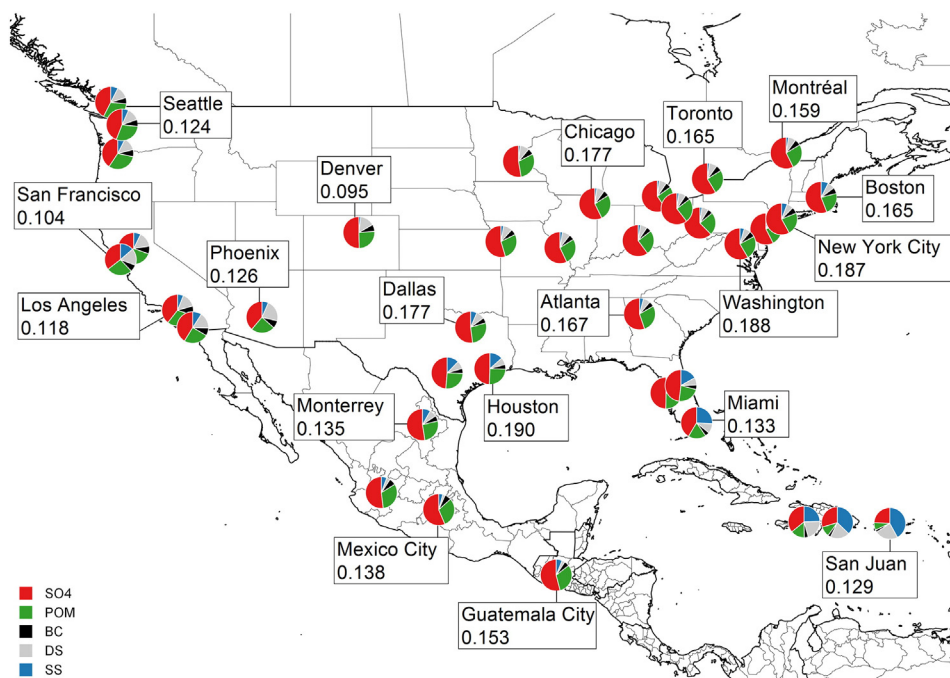 Seattle
0.124
Montréal
0.159
Toronto
0.165
Chicago
0.177
Denver
0.095
San Francisco
0.104
Boston
0.165
New York City
0.187
Phoenix
0.126
Los Angeles
0.118
Dallas
0.177
Atlanta
0.167
Washington
0.188
Houston
0.190
Monterrey
0.135
Miami
0.133
Mexico City
0.138
San Juan
0.129
Guatemala City
0.153
SO4
POM
BC
DS
SS